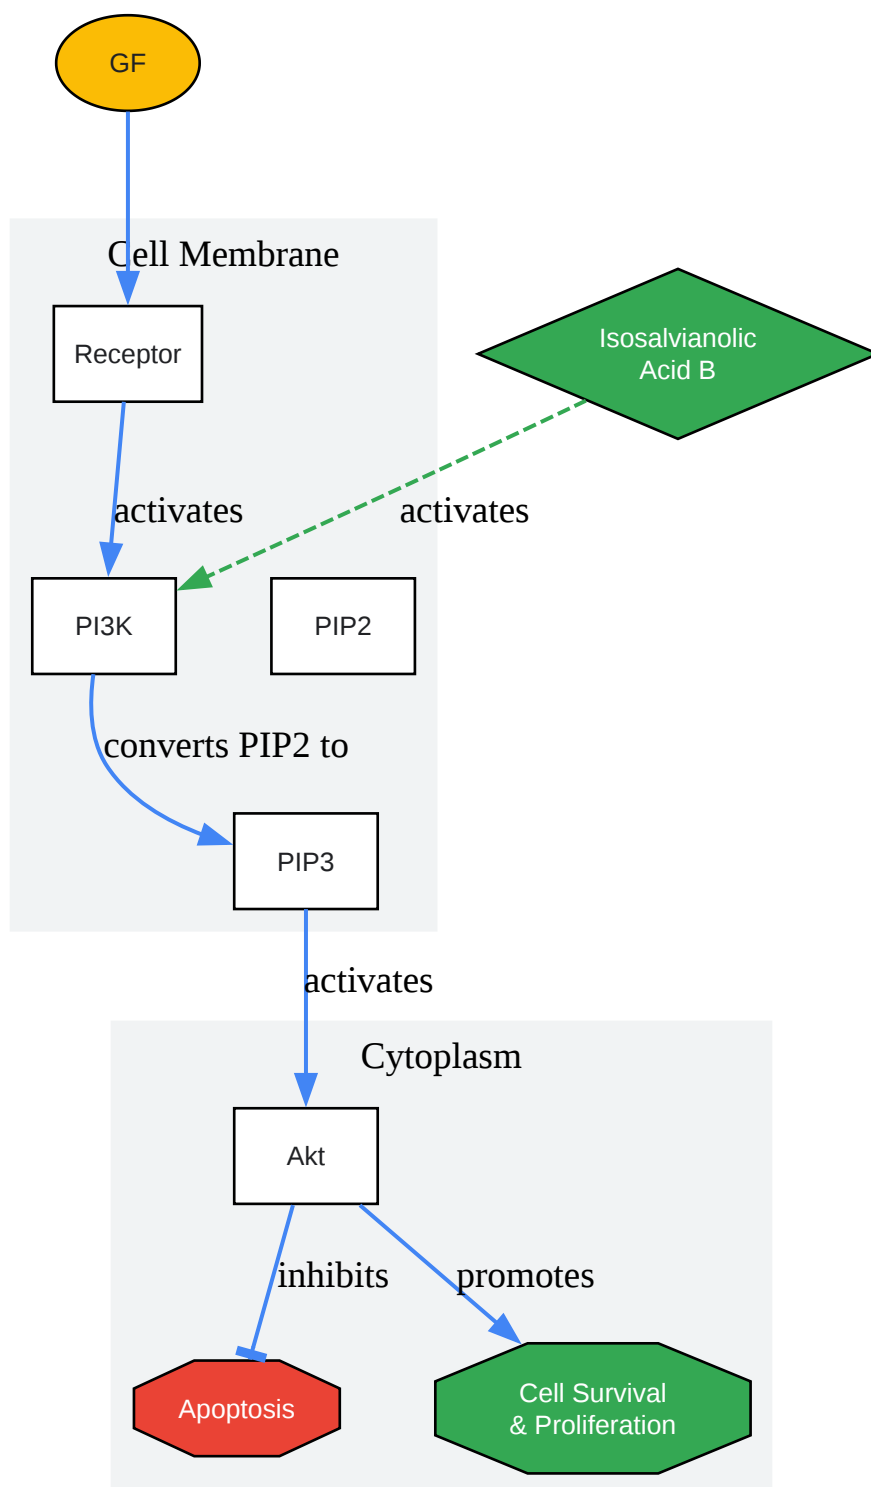 GF
Cell Membrane
Receptor
Isosalvianolic
Acid B
activates
activates
PI3K
PIP2
converts PIP2 to
PIP3
activates
Cytoplasm
Akt
inhibits
promotes
Apoptosis
Cell Survival
& Proliferation